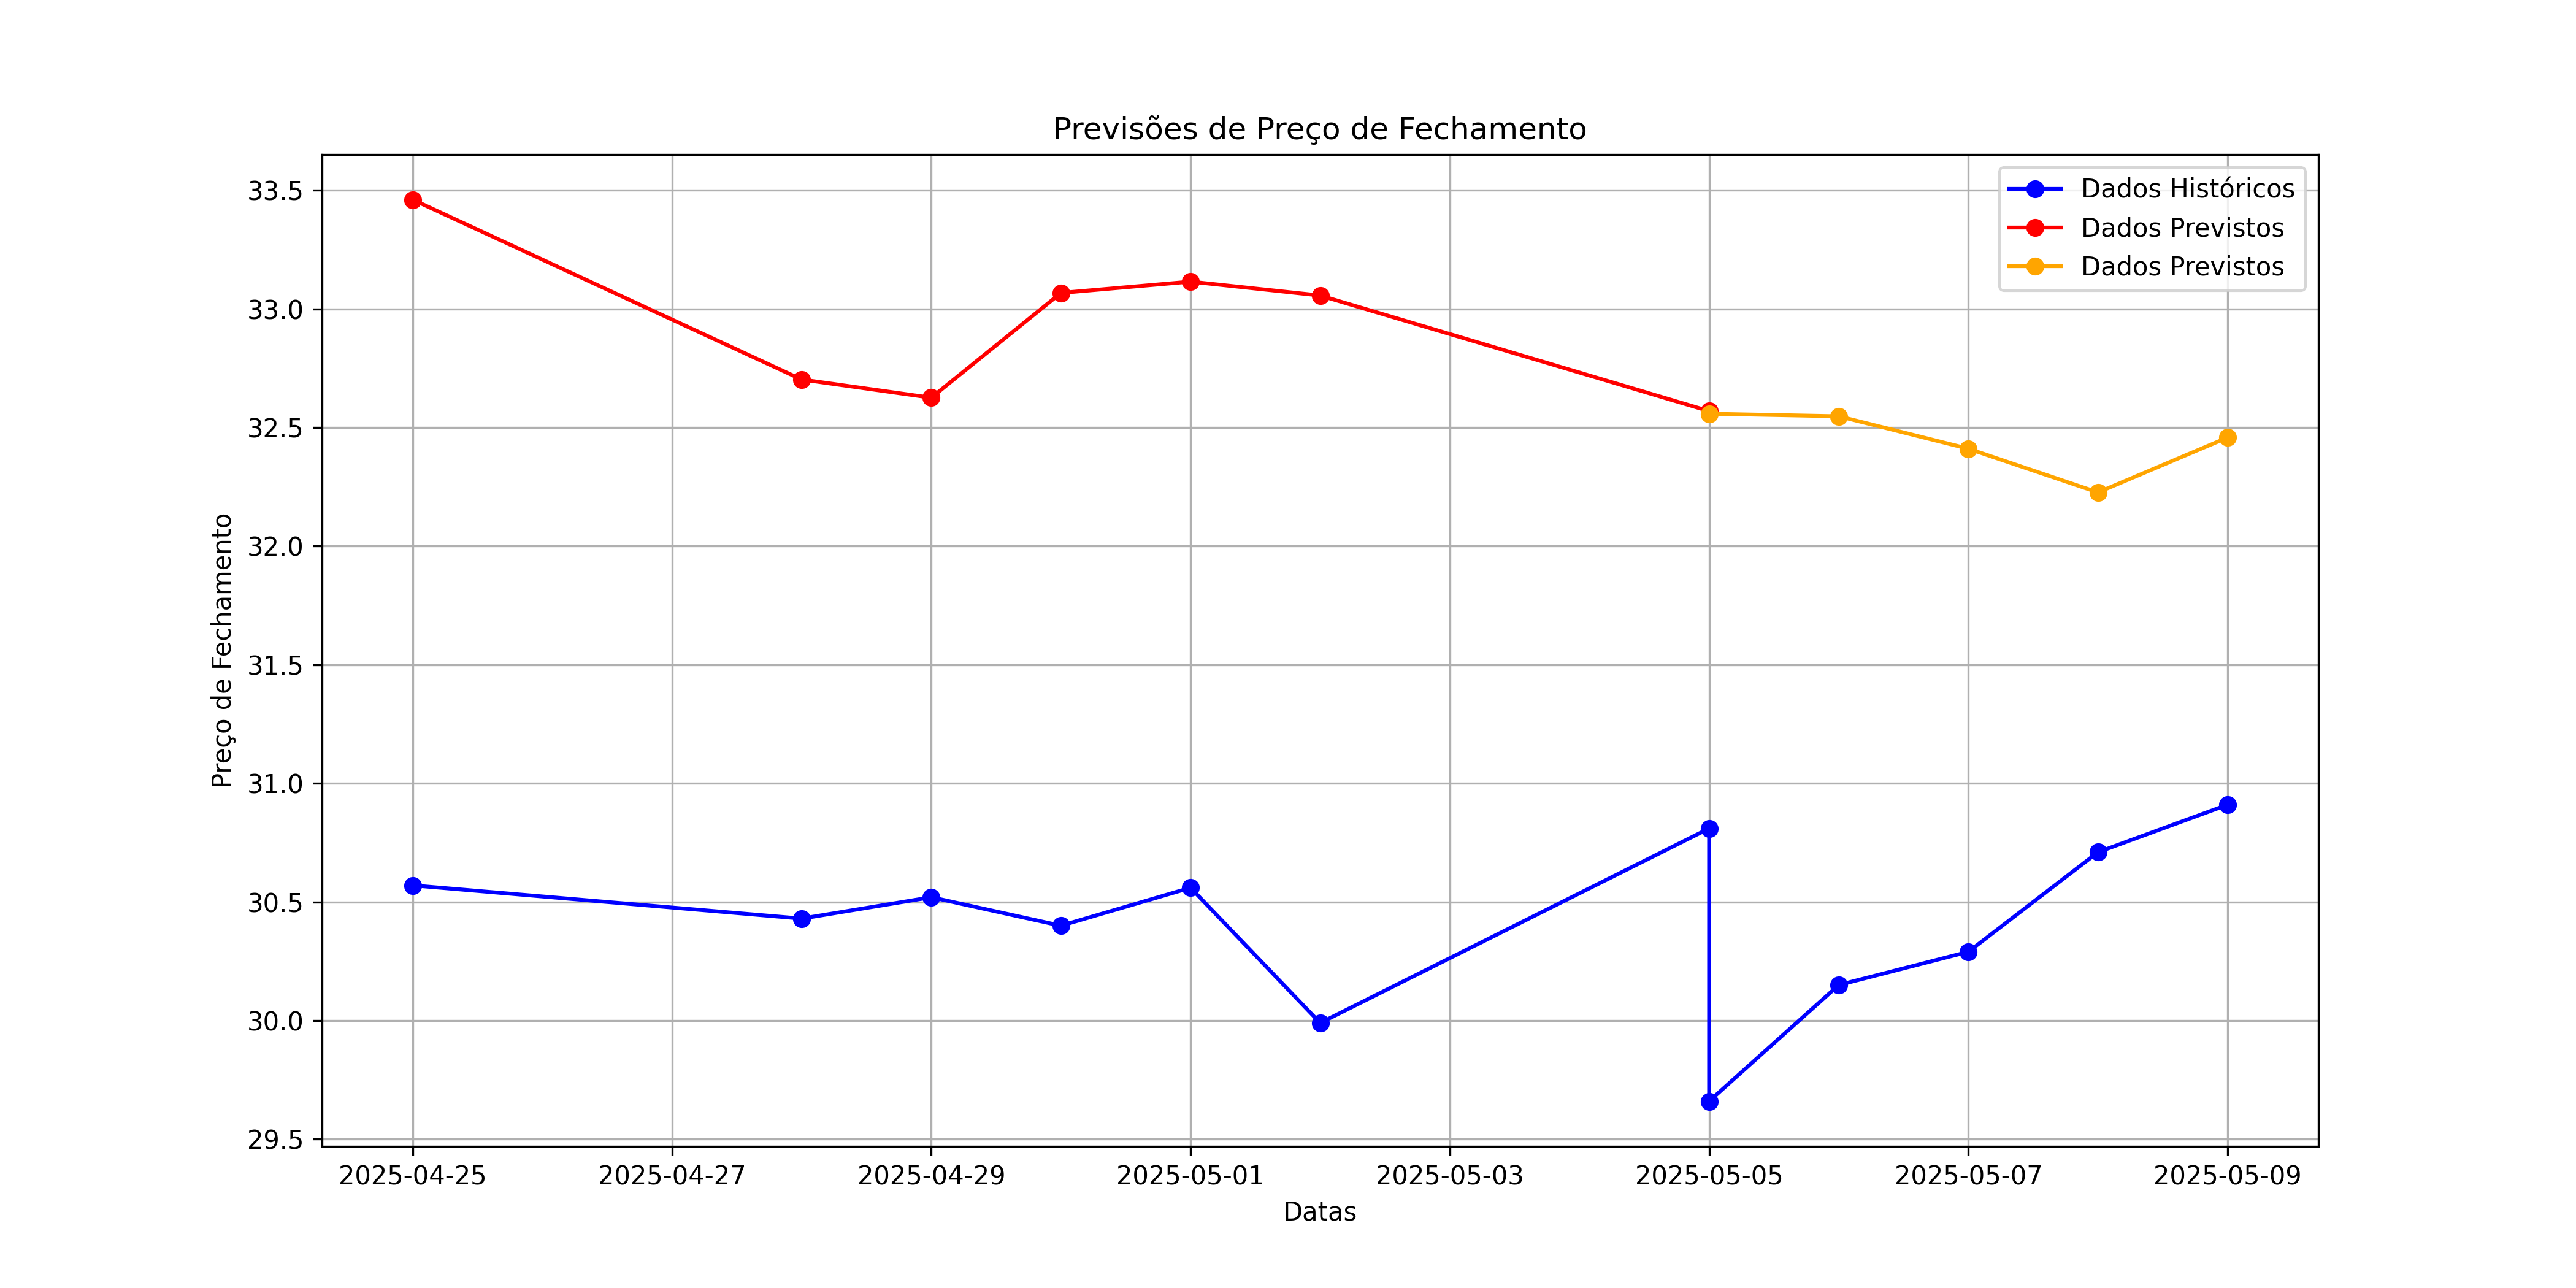 Previsões de Preço de Fechamento
Dados Históricos
Dados Previstos
Dados Previstos
Preço de Fechamento
33.5
33.0
32.5
32.0
31.5
31.0
30.5
30.0
29.5
2025-04-25
2025-04-27
2025-04-29
2025-05-01
2025-05-03
2025-05-05
2025-05-07
2025-05-09
Datas